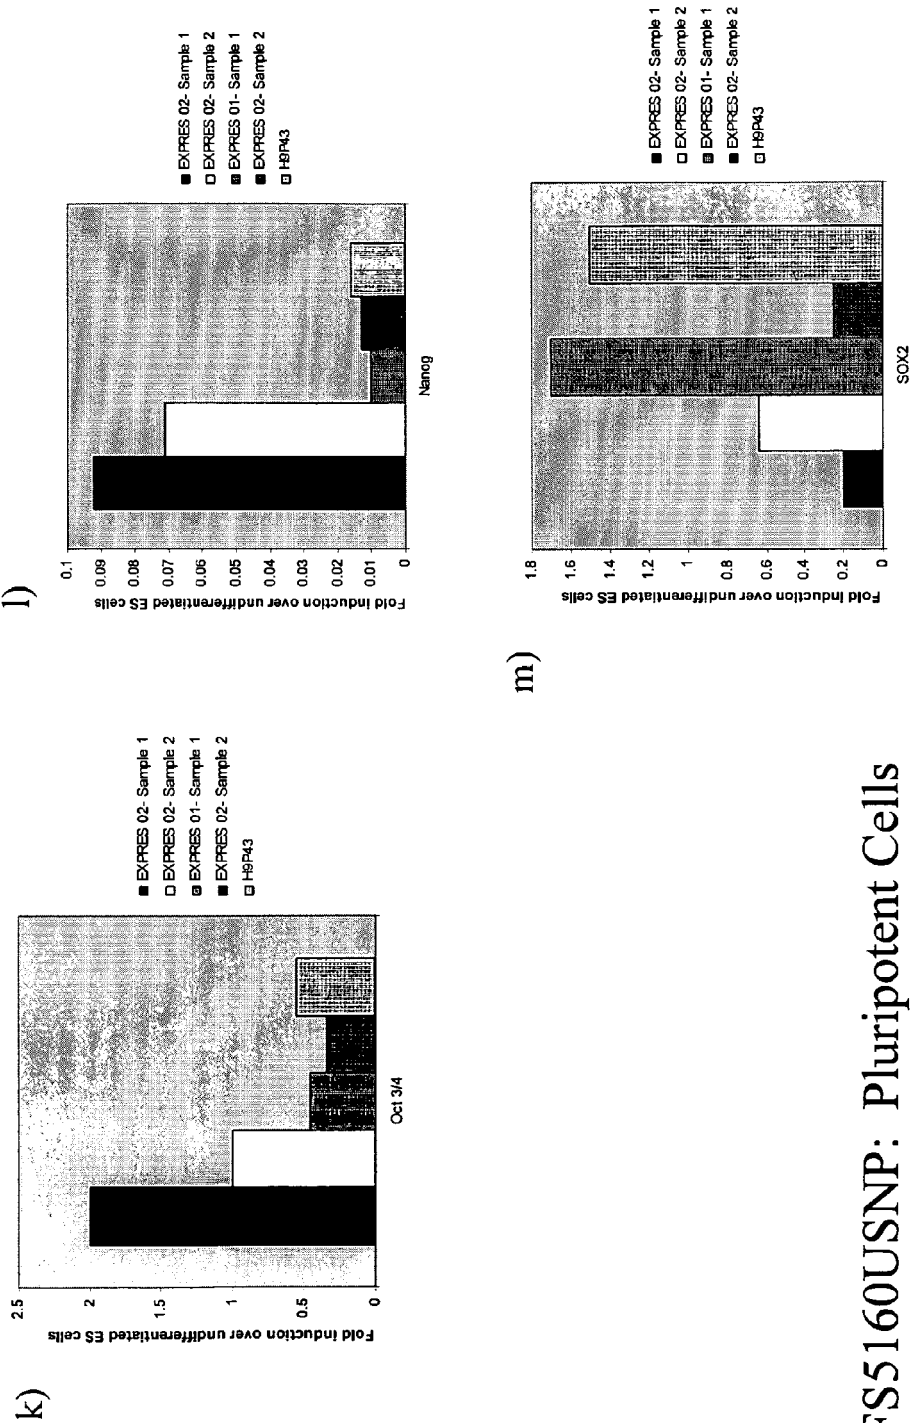 k)
Fold induction over undifferentiated ES cells
2.5
2
1.5
1
0.5
0
Oct 3/4
EXPRES 02- Sample 1
EXPRES 02- Sample 2
EXPRES 01- Sample 1
EXPRES 02- Sample 2
H9P43
l)
Fold induction over undifferentiated ES cells
0.1
0.09
0.08
0.07
0.06
0.05
0.04
0.03
0.02
0.01
0
Nanog
EXPRES 02- Sample 1
EXPRES 02- Sample 2
EXPRES 01- Sample 1
EXPRES 02- Sample 2
H9P43
m)
Fold induction over undifferentiated ES cells
1.8
1.6
1.4
1.2
1
0.8
0.6
0.4
0.2
0
SOX2
EXPRES 02- Sample 1
EXPRES 02- Sample 2
EXPRES 01- Sample 1
EXPRES 02- Sample 2
H9P43
FS5160USNP: Pluripotent Cells